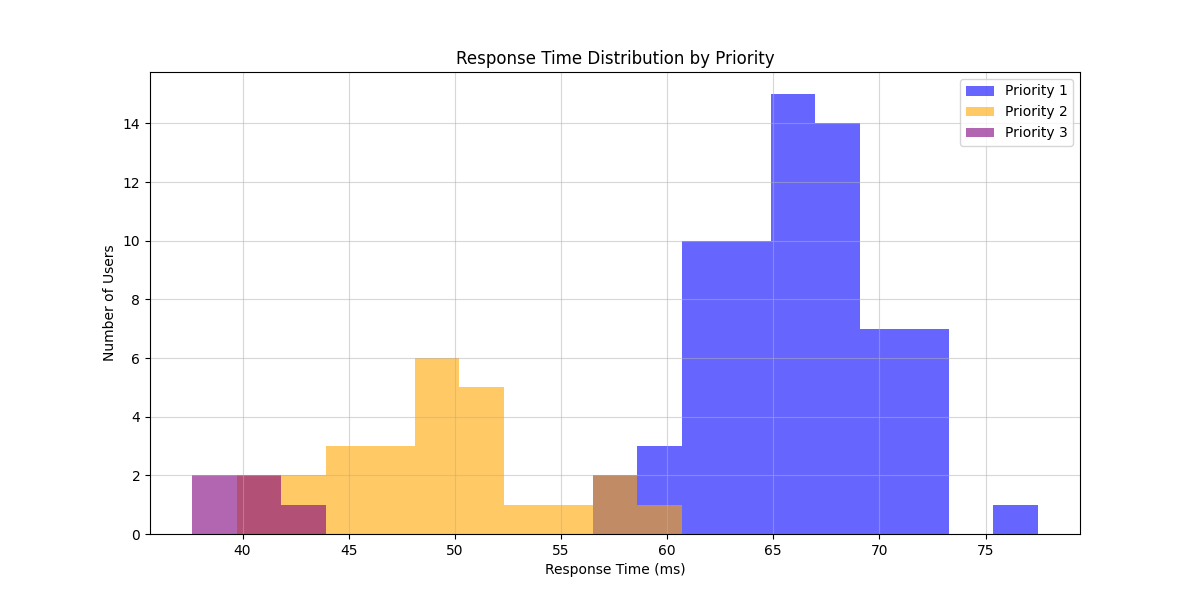 Response Time Distribution by Priority
Priority 1
Priority 2
Priority 3
Number of Users
14
12
10
8
6
4
2
0
40 45 50 55 60 65 70 75
Response Time (ms)